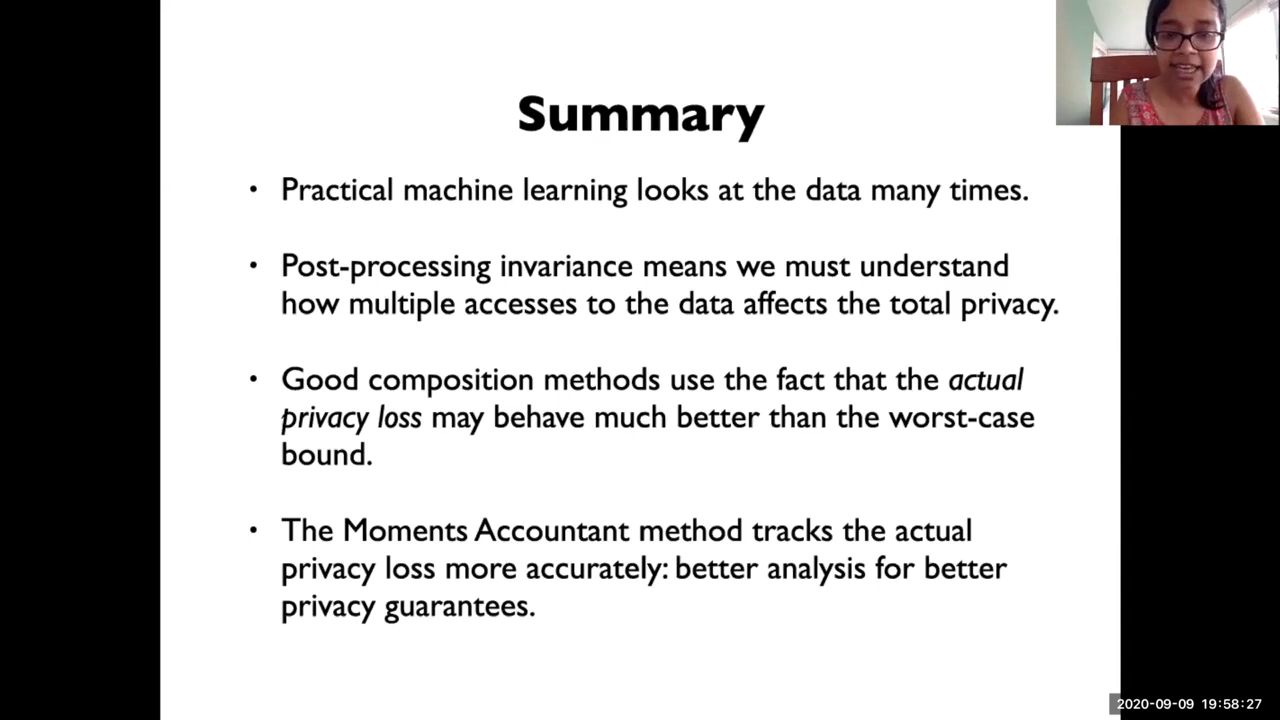 Summary
• Practical machine learning looks at the data many times.
• Post-processing invariance means we must understand
how multiple accesses to the data affects the total privacy.
• Good composition methods use the fact that the actual
privacy loss may behave much better than the worst-case
bound.
• The Moments Accountant method tracks the actual
privacy loss more accurately: better analysis for better
privacy guarantees.
2020-09-09 19:58:27